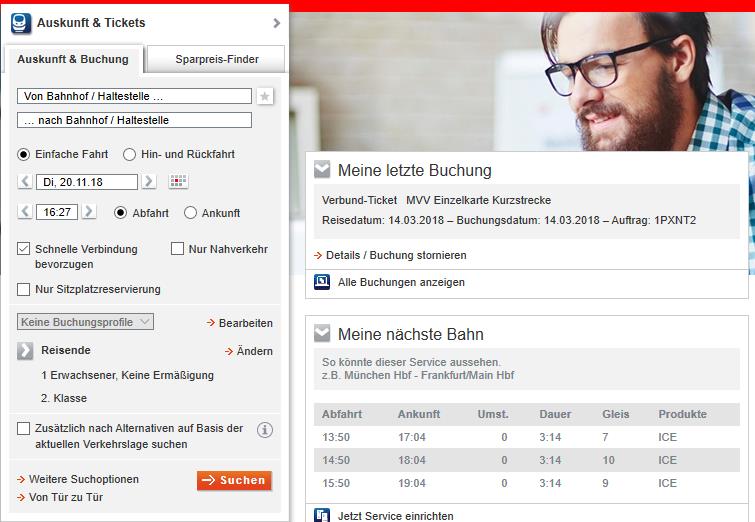 Auskunft & Tickets
Auskunft & Buchung
Sparpreis-Finder
Von Bahnhof / Haltestelle ...
... nach Bahnhof / Haltestelle
Einfache Fahrt Hin- und Rückfahrt
Di, 20.11.18
16:27 Abfahrt Ankunft
Schnelle Verbindung bevorzugen
Nur Nahverkehr
Nur Sitzplatzreservierung
Keine Buchungsprofile Bearbeiten
Reisende Ändern
1 Erwachsener, Keine Ermäßigung
2. Klasse
Zusätzlich nach Alternativen auf Basis der
aktuellen Verkehrslage suchen
Weitere Suchoptionen
Von Tür zu Tür
Suchen
Meine letzte Buchung
Verbund-Ticket MVV Einzelkarte Kurzstrecke
Reisedatum: 14.03.2018 – Buchungsdatum: 14.03.2018 – Auftrag: 1PXNT2
Details / Buchung stornieren
Alle Buchungen anzeigen
Meine nächste Bahn
So könnte dieser Service aussehen.
z.B. München Hbf - Frankfurt/Main Hbf
Abfahrt Ankunft Umst. Dauer Gleis Produkte
13:50 17:04 0 3:14 7 ICE
14:50 18:04 0 3:14 10 ICE
15:50 19:04 0 3:14 9 ICE
Jetzt Service einrichten